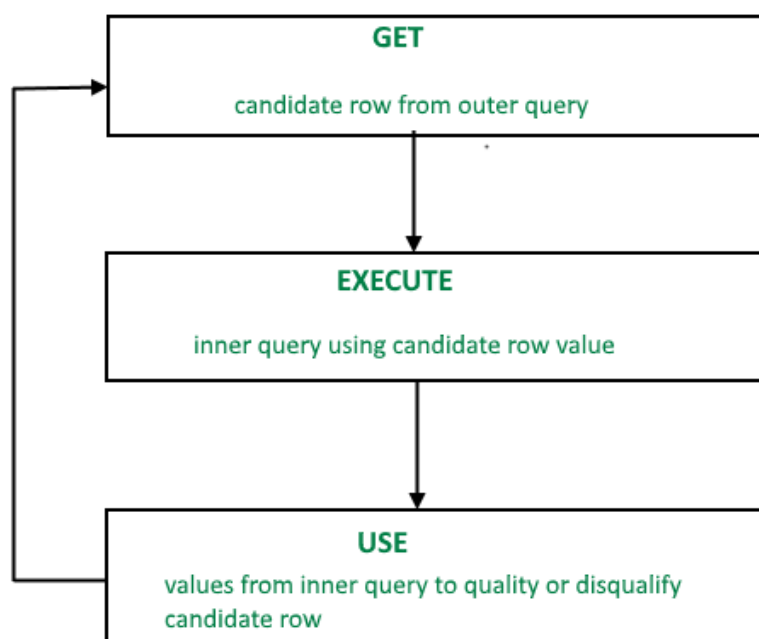 GET
candidate row from outer query
EXECUTE
inner query using candidate row value
USE
values from inner query to quality or disqualify
candidate row